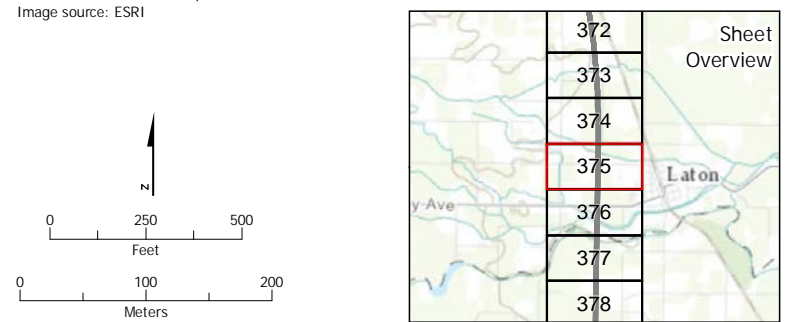 Image source: ESRI
N
0 250 500
Feet
0 100 200
Meters
Sheet
Overview
372
373
374
375
Laton
y Ave
376
377
378